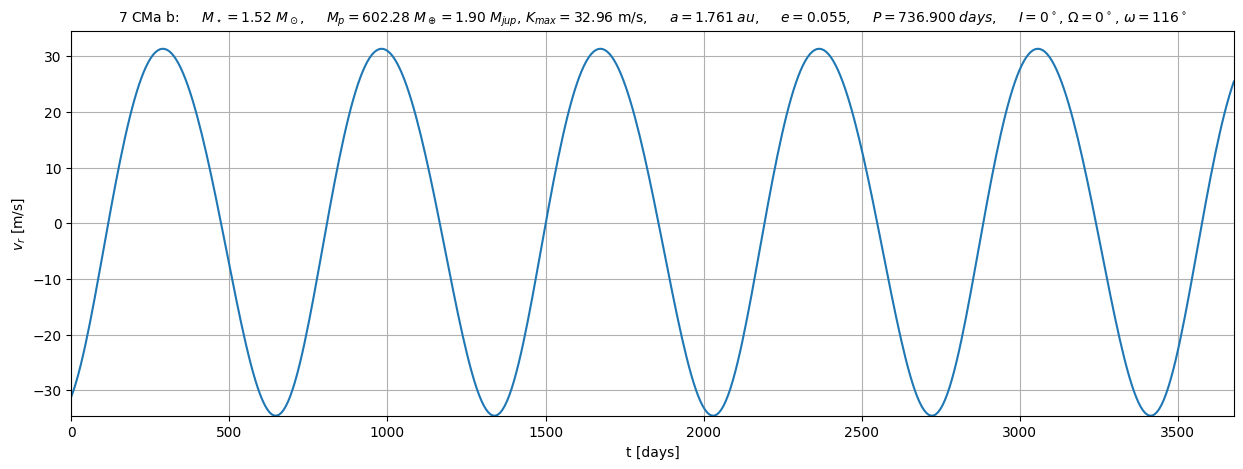 7 CMa b: M⋆ = 1.52 M⊙, Mp = 602.28 M⊕ = 1.90 Mjup, Kmax = 32.96 m/s, a = 1.761 au, e = 0.055, P = 736.900 days, I = 0°, Ω = 0°, ω = 116°
30
20
10
0
−10
−20
−30
vr [m/s]
0 500 1000 1500 2000 2500 3000 3500
t [days]